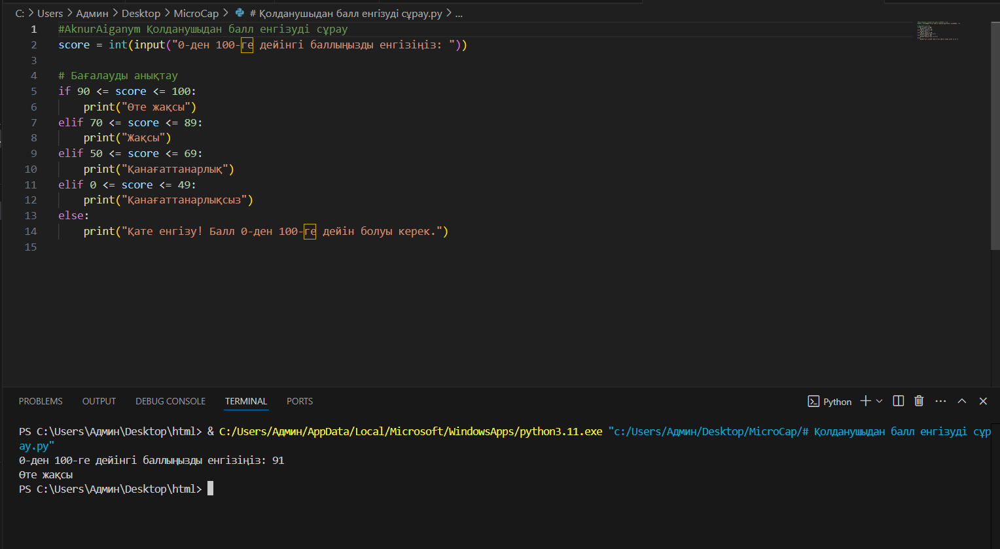 C: > Users > Админ > Desktop > MicroCap > # Қолданушыдан балл енгізуді сұрау.py > ...
1 #AknurAiganym Қолданушыдан балл енгізуді сұрау
2 score = int(input("0-ден 100-ге дейінгі баллыңызды енгізіңіз: "))
3
4 # Бағалауды анықтау
5 if 90 <= score <= 100:
6 print("Өте жақсы")
7 elif 70 <= score <= 89:
8 print("Жақсы")
9 elif 50 <= score <= 69:
10 print("Қанағаттанарлық")
11 elif 0 <= score <= 49:
12 print("Қанағаттанарлықсыз")
13 else:
14 print("Қате енгізу! Балл 0-ден 100-ге дейін болуы керек.")
15
PROBLEMS OUTPUT DEBUG CONSOLE TERMINAL PORTS Python
PS C:\Users\Админ\Desktop\html> & C:/Users/Админ/AppData/Local/Microsoft/WindowsApps/python3.11.exe "c:/Users/Админ/Desktop/MicroCap/# Қолданушыдан балл енгізуді сұр
ау.py"
0-ден 100-ге дейінгі баллыңызды енгізіңіз: 91
Өте жақсы
PS C:\Users\Админ\Desktop\html>